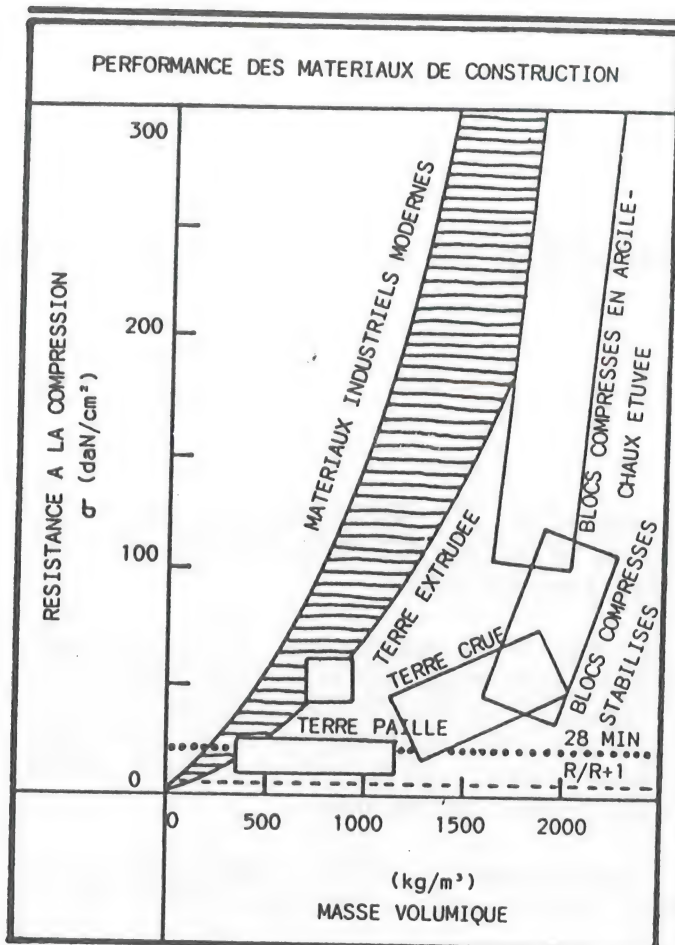 PERFORMANCE DES MATERIAUX DE CONSTRUCTION
300
200
100
0
RESISTANCE A LA COMPRESSION
σ (daN/cm²)
MATERIAUX INDUSTRIELS MODERNES
TERRE EXTRUDEE
TERRE CRUE
TERRE PAILLE
BLOCS COMPRESSES EN ARGILE-
CHAUX ETUVEE
BLOCS COMPRESSES
STABILISES
28 MIN
R/R+1
0
500
1000
1500
2000
(kg/m³)
MASSE VOLUMIQUE